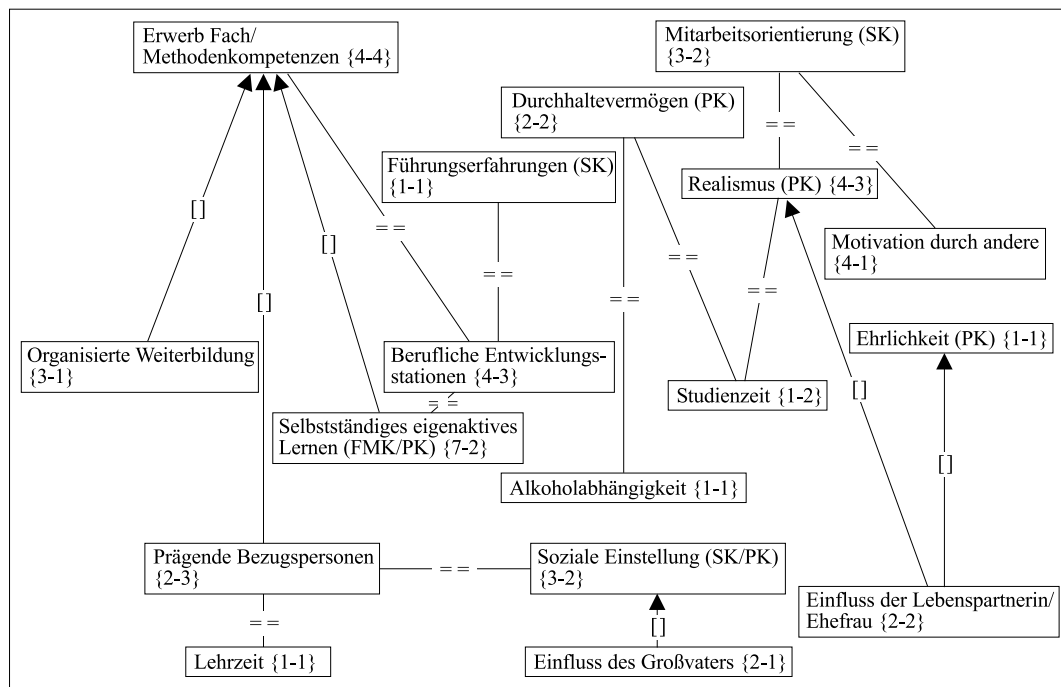 Erwerb Fach/
Methodenkompetenzen {4-4}
Mitarbeitsorientierung (SK)
{3-2}
Durchhaltevermögen (PK)
{2-2}
= =
= =
Führungserfahrungen (SK)
{1-1}
Realismus (PK) {4-3}
[]
= =
[]
Motivation durch andere
{4-1}
= =
= =
= =
= =
[]
Organisierte Weiterbildung
{3-1}
Berufliche Entwicklungs-
stationen {4-3}
Ehrlichkeit (PK) {1-1}
Studienzeit {1-2}
[]
= =
Selbstständiges eigenaktives
Lernen (FMK/PK) {7-2}
[]
Alkoholabhängigkeit {1-1}
Prägende Bezugspersonen
{2-3}
= =
Soziale Einstellung (SK/PK)
{3-2}
Einfluss der Lebenspartnerin/
Ehefrau {2-2}
= =
[]
Lehrzeit {1-1}
Einfluss des Großvaters {2-1}